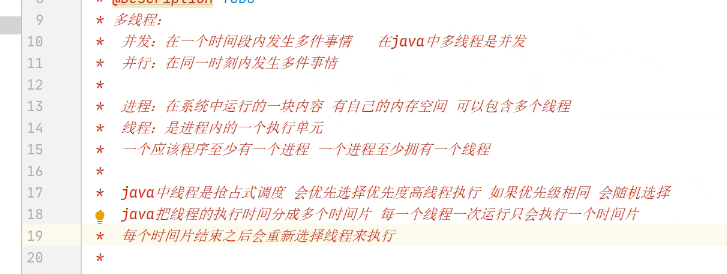 * @Description TODO
9 * 多线程：
10 * 并发：在一个时间段内发生多件事情 在java中多线程是并发
11 * 并行：在同一时刻内发生多件事情
12 *
13 * 进程：在系统中运行的一块内容 有自己的内存空间 可以包含多个线程
14 * 线程：是进程内的一个执行单元
15 * 一个应该程序至少有一个进程 一个进程至少拥有一个线程
16 *
17 * java中线程是抢占式调度 会优先选择优先度高线程执行 如果优先级相同 会随机选择
18 java把线程的执行时间分成多个时间片 每一个线程一次运行只会执行一个时间片
19 * 每个时间片结束之后会重新选择线程来执行
20 *